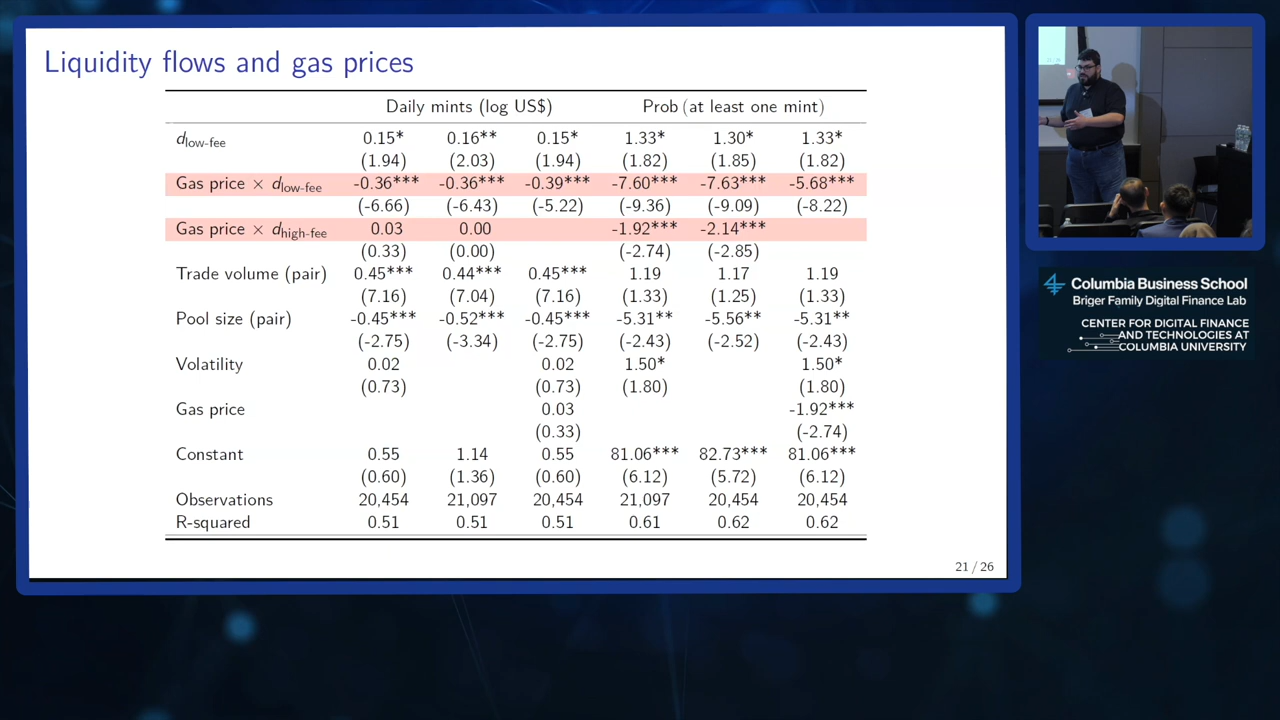 Liquidity flows and gas prices
Daily mints (log US$) Prob (at least one mint)
d low-fee 0.15* 0.16** 0.15* 1.33* 1.30* 1.33*
(1.94) (2.03) (1.94) (1.82) (1.85) (1.82)
Gas price × d low-fee -0.36*** -0.36*** -0.39*** -7.60*** -7.63*** -5.68***
(-6.66) (-6.43) (-5.22) (-9.36) (-9.09) (-8.22)
Gas price × d high-fee 0.03 0.00 -1.92*** -2.14***
(0.33) (0.00) (-2.74) (-2.85)
Trade volume (pair) 0.45*** 0.44*** 0.45*** 1.19 1.17 1.19
(7.16) (7.04) (7.16) (1.33) (1.25) (1.33)
Pool size (pair) -0.45*** -0.52*** -0.45*** -5.31** -5.56** -5.31**
(-2.75) (-3.34) (-2.75) (-2.43) (-2.52) (-2.43)
Volatility 0.02 0.02 1.50* 1.50*
(0.73) (0.73) (1.80) (1.80)
Gas price 0.03 -1.92***
(0.33) (-2.74)
Constant 0.55 1.14 0.55 81.06*** 82.73*** 81.06***
(0.60) (1.36) (0.60) (6.12) (5.72) (6.12)
Observations 20,454 21,097 20,454 21,097 20,454 20,454
R-squared 0.51 0.51 0.51 0.61 0.62 0.62
21 / 26
Columbia Business School
Briger Family Digital Finance Lab
CENTER FOR DIGITAL FINANCE
AND TECHNOLOGIES AT
COLUMBIA UNIVERSITY